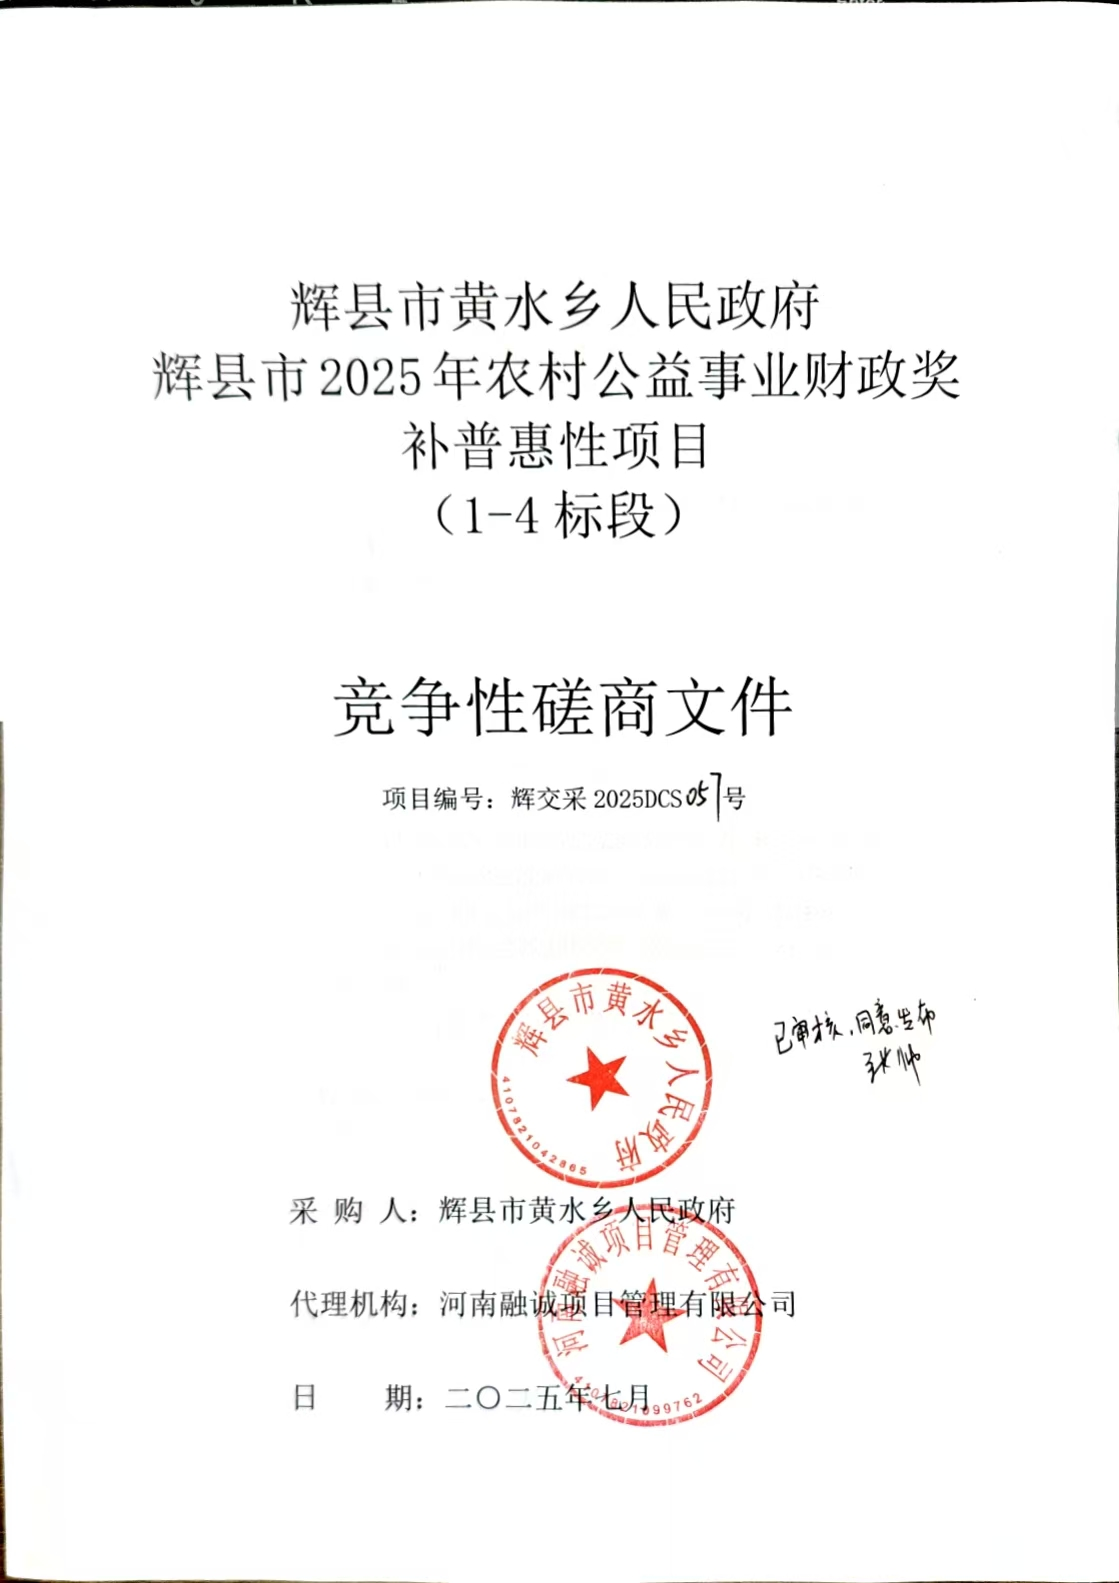 辉县市黄水乡人民政府
辉县市2025年农村公益事业财政奖
补普惠性项目
（1-4标段）
竞争性磋商文件
项目编号：辉交采2025DCS057号
辉县市黄水乡人民政府
4107821042865
已审核,同意发布
采 购 人：辉县市黄水乡人民政府
河南融诚项目管理有限公司
代理机构：河南融诚项目管理有限公司
日 期：二〇二五年七月
4107821099762